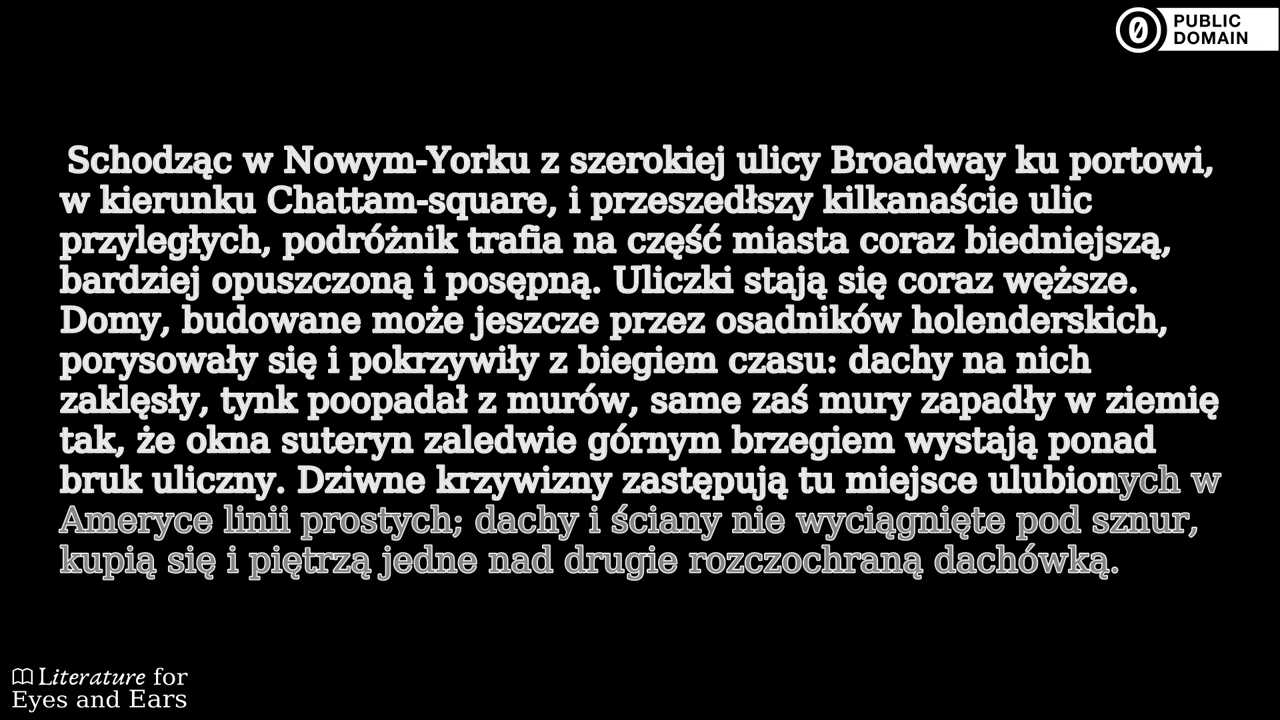 PUBLIC
DOMAIN
Schodząc w Nowym-Yorku z szerokiej ulicy Broadway ku portowi,
w kierunku Chattam-square, i przeszedłszy kilkanaście ulic
przyległych, podróżnik trafia na część miasta coraz biedniejszą,
bardziej opuszczoną i posępną. Uliczki stają się coraz węższe.
Domy, budowane może jeszcze przez osadników holenderskich,
porysowały się i pokrzywiły z biegiem czasu: dachy na nich
zaklęsły, tynk poopadał z murów, same zaś mury zapadły w ziemię
tak, że okna suteryn zaledwie górnym brzegiem wystają ponad
bruk uliczny. Dziwne krzywizny zastępują tu miejsce ulubionych w
Ameryce linii prostych; dachy i ściany nie wyciągnięte pod sznur,
kupią się i piętrzą jedne nad drugie rozczochraną dachówką.
Literature for
Eyes and Ears